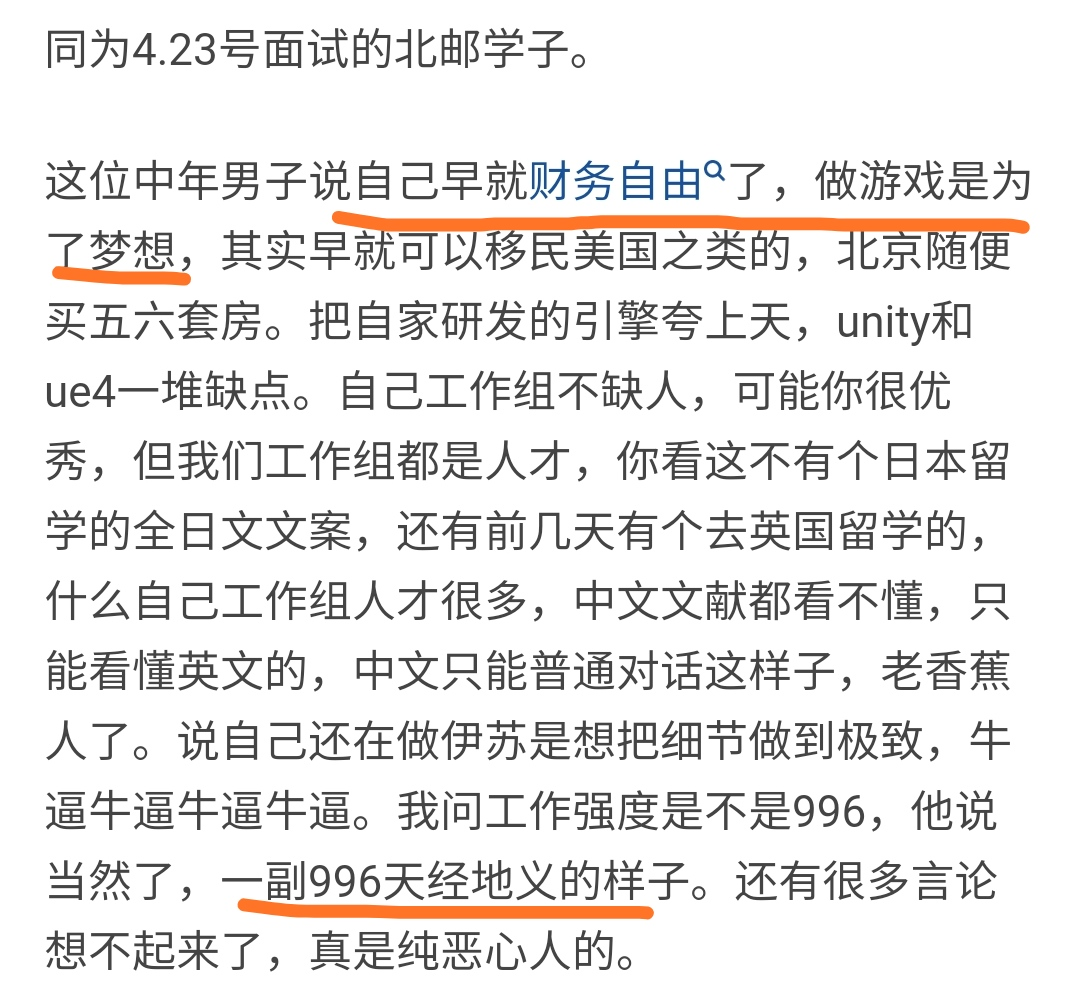 同为4.23号面试的北邮学子。
这位中年男子说自己早就财务自由了，做游戏是为
了梦想，其实早就可以移民美国之类的，北京随便
买五六套房。把自家研发的引擎夸上天，unity和
ue4一堆缺点。自己工作组不缺人，可能你很优
秀，但我们工作组都是人才，你看这不有个日本留
学的全日文文案，还有前几天有个去英国留学的，
什么自己工作组人才很多，中文文献都看不懂，只
能看懂英文的，中文只能普通对话这样子，老香蕉
人了。说自己还在做伊苏是想把细节做到极致，牛
逼牛逼牛逼牛逼。我问工作强度是不是996，他说
当然了，一副996天经地义的样子。还有很多言论
想不起来了，真是纯恶心人的。